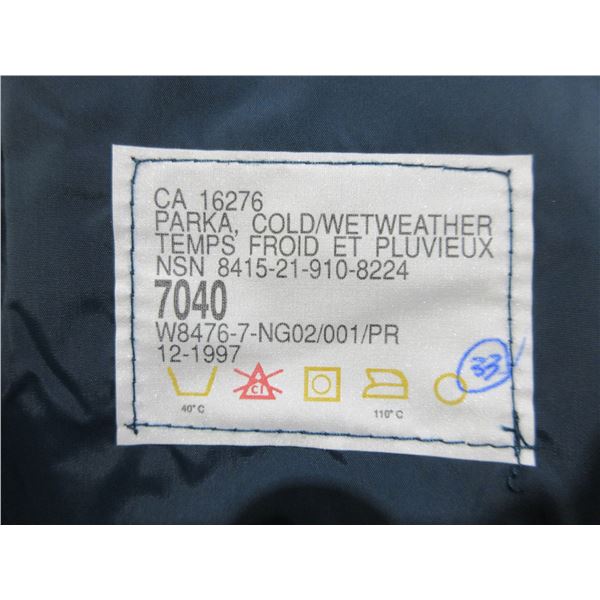 CA 16276
PARKA, COLD/WETWEATHER
TEMPS FROID ET PLUVIEUX
NSN 8415-21-910-8224
7040
W8476-7-NG02/001/PR
12-1997
Cl 33
40° C 110° C